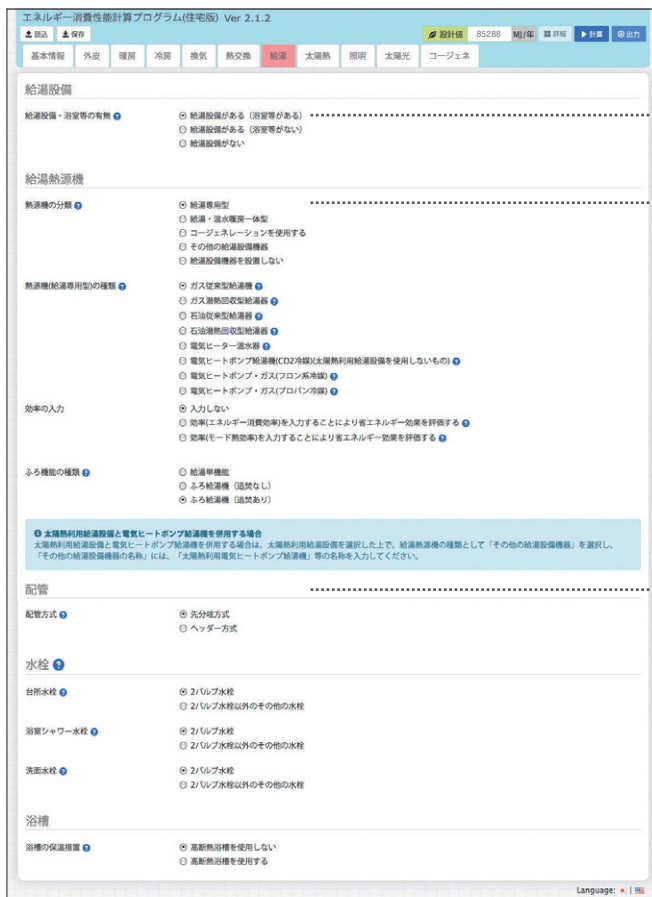 エネルギー消費性能計算プログラム(住宅版) Ver 2.1.2
読込 保存 設計値 85288 MJ/年 詳細 計算 出力
基本情報 外皮 暖房 冷房 換気 熱交換 給湯 太陽熱 照明 太陽光 コージェネ
給湯設備
給湯設備・浴室等の有無 給湯設備がある（浴室等がある）
給湯設備がある（浴室等がない）
給湯設備がない
給湯熱源機
熱源機の分類 給湯専用型
給湯・温水暖房一体型
コージェネレーションを使用する
その他の給湯設備機器
給湯設備機器を設置しない
熱源機(給湯専用型)の種類 ガス従来型給湯機
ガス潜熱回収型給湯器
石油従来型給湯器
石油潜熱回収型給湯器
電気ヒーター温水器
電気ヒートポンプ給湯機(CO2冷媒)(太陽熱利用給湯設備を使用しないもの)
電気ヒートポンプ・ガス(フロン系冷媒)
電気ヒートポンプ・ガス(プロパン冷媒)
効率の入力 入力しない
効率(エネルギー消費効率)を入力することにより省エネルギー効果を評価する
効率(モード熱効率)を入力することにより省エネルギー効果を評価する
ふろ機能の種類 給湯単機能
ふろ給湯機（追焚なし）
ふろ給湯機（追焚あり）
太陽熱利用給湯設備と電気ヒートポンプ給湯機を併用する場合
太陽熱利用給湯設備と電気ヒートポンプ給湯機を併用する場合は、太陽熱利用給湯設備を選択した上で、給湯熱源機の種類として「その他の給湯設備機器」を選択し、
「その他の給湯設備機器の名称」には、「太陽熱利用電気ヒートポンプ給湯機」等の名称を入力してください。
配管
配管方式 先分岐方式
ヘッダー方式
水栓
台所水栓 2バルブ水栓
2バルブ水栓以外のその他の水栓
浴室シャワー水栓 2バルブ水栓
2バルブ水栓以外のその他の水栓
洗面水栓 2バルブ水栓
2バルブ水栓以外のその他の水栓
浴槽
浴槽の保温措置 高断熱浴槽を使用しない
高断熱浴槽を使用する
Language: |